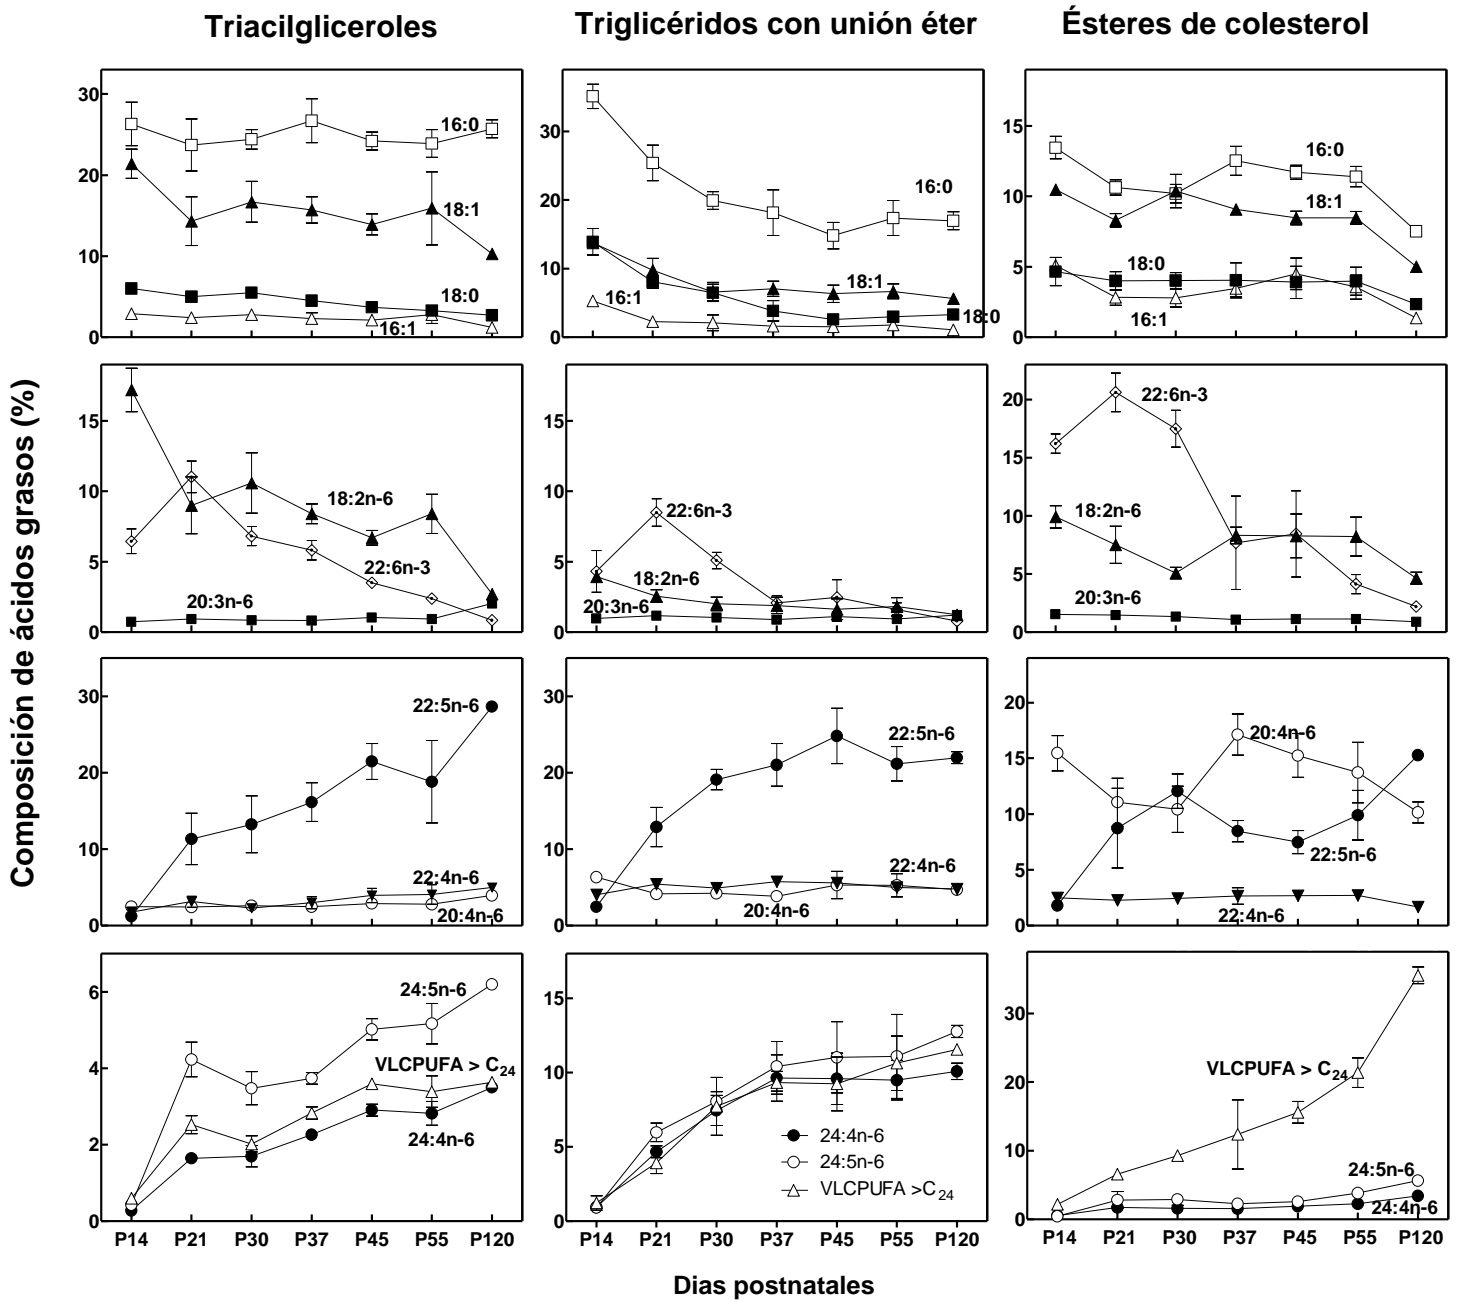 Triacilgliceroles
Triglicéridos con unión éter
Ésteres de colesterol
Composición de ácidos grasos (%)
30
20
10
0
16:0
18:1
18:0
16:1
30
20
10
0
16:0
18:1
16:1
18:0
15
10
5
0
16:0
18:1
18:0
16:1
15
10
5
0
18:2n-6
22:6n-3
20:3n-6
15
10
5
0
22:6n-3
18:2n-6
20:3n-6
20
15
10
5
0
22:6n-3
18:2n-6
20:3n-6
30
20
10
0
22:5n-6
22:4n-6
20:4n-6
30
20
10
0
22:5n-6
22:4n-6
20:4n-6
20
15
10
5
0
20:4n-6
22:5n-6
22:4n-6
6
4
2
0
24:5n-6
VLCPUFA > C24
24:4n-6
P14 P21 P30 P37 P45 P55 P120
15
10
5
0
24:4n-6
24:5n-6
VLCPUFA >C24
P14 P21 P30 P37 P45 P55 P120
30
20
10
0
VLCPUFA > C24
24:5n-6
24:4n-6
P14 P21 P30 P37 P45 P55 P120
Dias postnatales